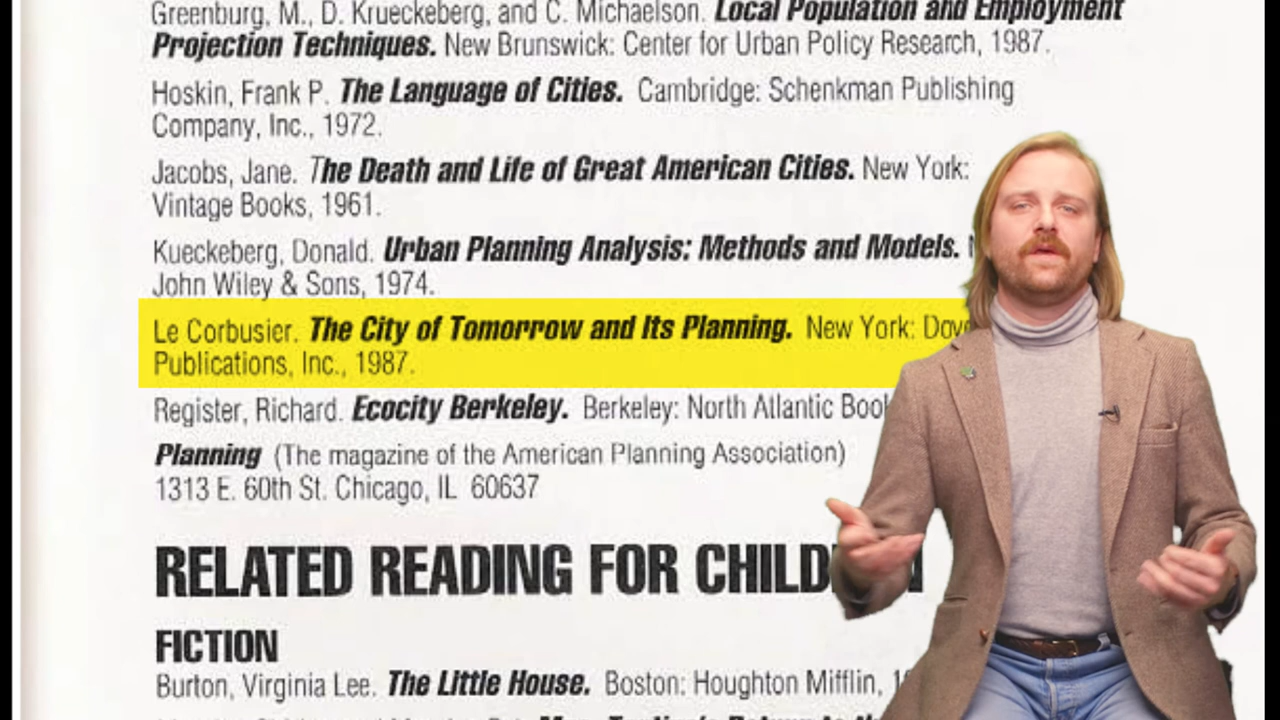 Greenburg, M., D. Krueckeberg, and C. Michaelson. Local Population and Employment
Projection Techniques. New Brunswick: Center for Urban Policy Research, 1987.
Hoskin, Frank P. The Language of Cities. Cambridge: Schenkman Publishing
Company, Inc., 1972.
Jacobs, Jane. The Death and Life of Great American Cities. New York:
Vintage Books, 1961.
Kueckeberg, Donald. Urban Planning Analysis: Methods and Models.
John Wiley & Sons, 1974.
Le Corbusier. The City of Tomorrow and Its Planning. New York:
Publications, Inc., 1987.
Register, Richard. Ecocity Berkeley. Berkeley: North Atlantic
Planning (The magazine of the American Planning Association)
1313 E. 60th St. Chicago, IL 60637
RELATED READING FOR
FICTION
Burton, Virginia Lee. The Little House. Boston: Houghton Mifflin,